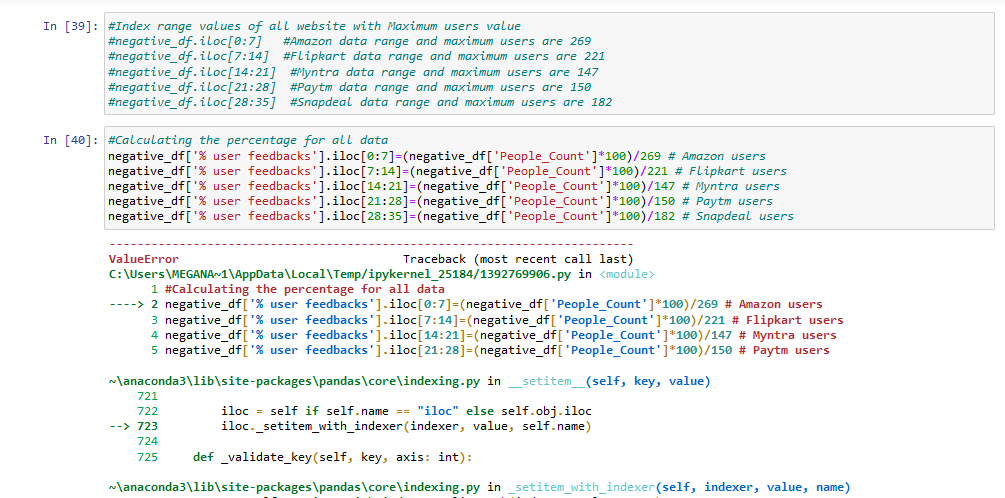 In [39]: #Index range values of all website with Maximum users value
#negative_df.iloc[0:7]   #Amazon data range and maximum users are 269
#negative_df.iloc[7:14]  #Flipkart data range and maximum users are 221
#negative_df.iloc[14:21]  #Myntra data range and maximum users are 147
#negative_df.iloc[21:28]  #Paytm data range and maximum users are 150
#negative_df.iloc[28:35]  #Snapdeal data range and maximum users are 182
In [40]: #Calculating the percentage for all data
negative_df['% user feedbacks'].iloc[0:7]=(negative_df['People_Count']*100)/269 # Amazon users
negative_df['% user feedbacks'].iloc[7:14]=(negative_df['People_Count']*100)/221 # Flipkart users
negative_df['% user feedbacks'].iloc[14:21]=(negative_df['People_Count']*100)/147 # Myntra users
negative_df['% user feedbacks'].iloc[21:28]=(negative_df['People_Count']*100)/150 # Paytm users
negative_df['% user feedbacks'].iloc[28:35]=(negative_df['People_Count']*100)/182 # Snapdeal users
---------------------------------------------------------------------------
ValueError                                Traceback (most recent call last)
C:\Users\MEGANA~1\AppData\Local\Temp/ipykernel_25184/1392769906.py in <module>
      1 #Calculating the percentage for all data
----> 2 negative_df['% user feedbacks'].iloc[0:7]=(negative_df['People_Count']*100)/269 # Amazon users
      3 negative_df['% user feedbacks'].iloc[7:14]=(negative_df['People_Count']*100)/221 # Flipkart users
      4 negative_df['% user feedbacks'].iloc[14:21]=(negative_df['People_Count']*100)/147 # Myntra users
      5 negative_df['% user feedbacks'].iloc[21:28]=(negative_df['People_Count']*100)/150 # Paytm users
~\anaconda3\lib\site-packages\pandas\core\indexing.py in __setitem__(self, key, value)
    721
    722         iloc = self if self.name == "iloc" else self.obj.iloc
--> 723         iloc._setitem_with_indexer(indexer, value, self.name)
    724
    725     def _validate_key(self, key, axis: int):
~\anaconda3\lib\site-packages\pandas\core\indexing.py in _setitem_with_indexer(self, indexer, value, name)